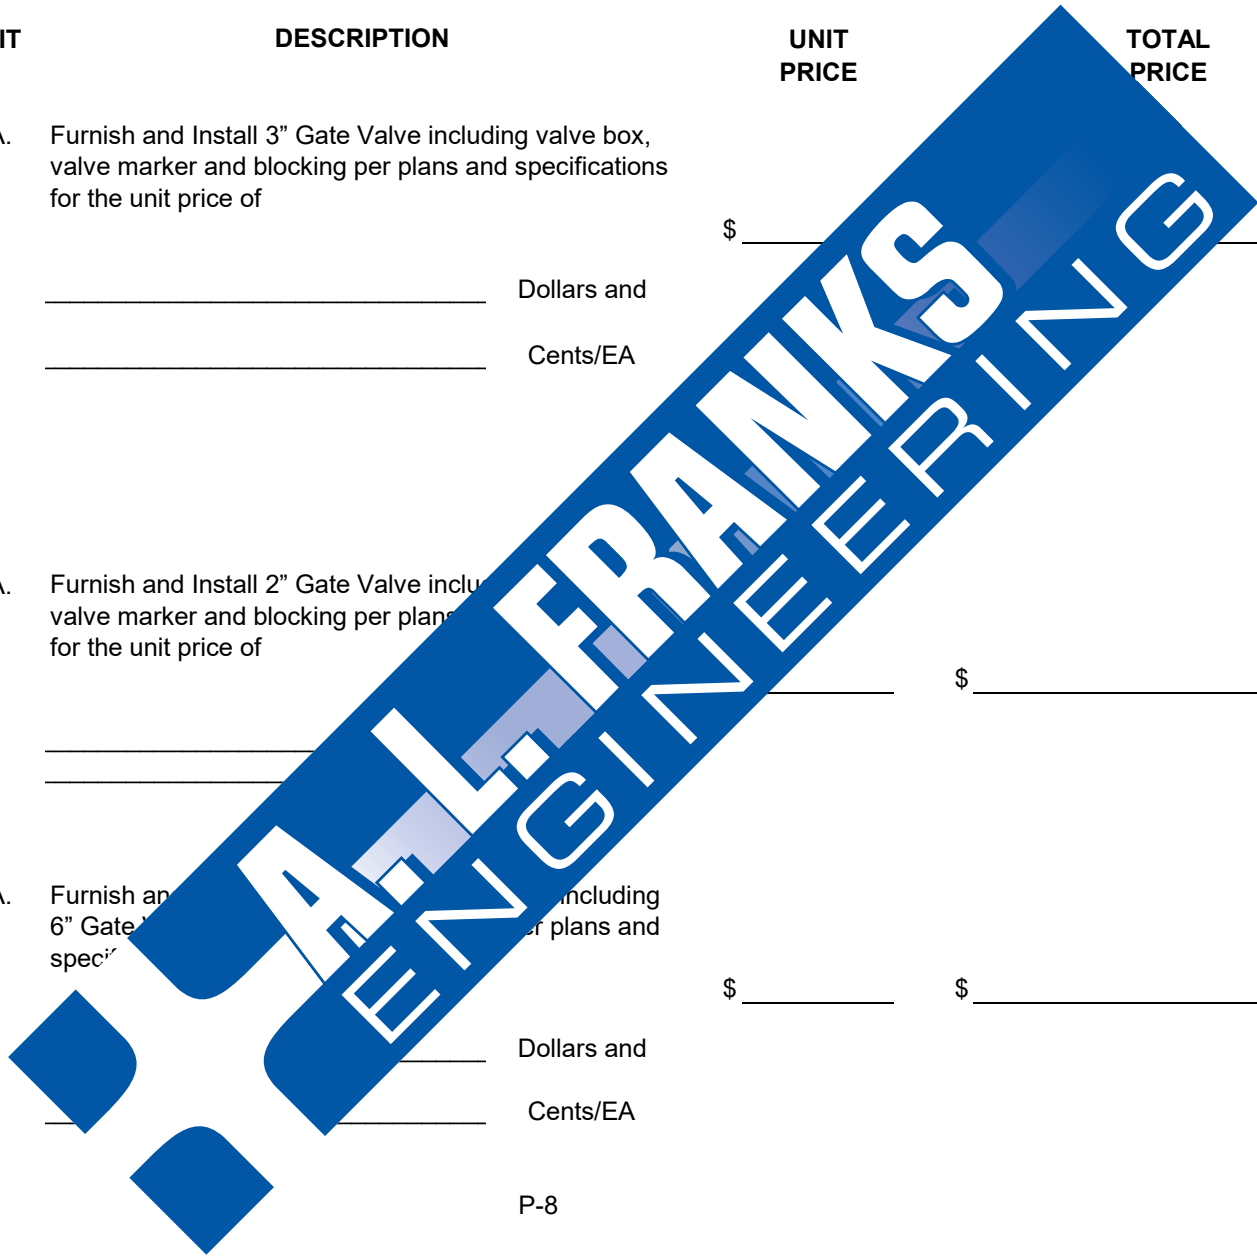 IT DESCRIPTION UNIT PRICE TOTAL PRICE
A. Furnish and Install 3” Gate Valve including valve box,
valve marker and blocking per plans and specifications
for the unit price of
$
Dollars and
Cents/EA
A. Furnish and Install 2” Gate Valve
valve marker and blocking per plans
for the unit price of
$
A. Furnish including
6” Gate plans and
$ $
Dollars and
Cents/EA
P-8
A. L. FRANKS
ENGINEERING